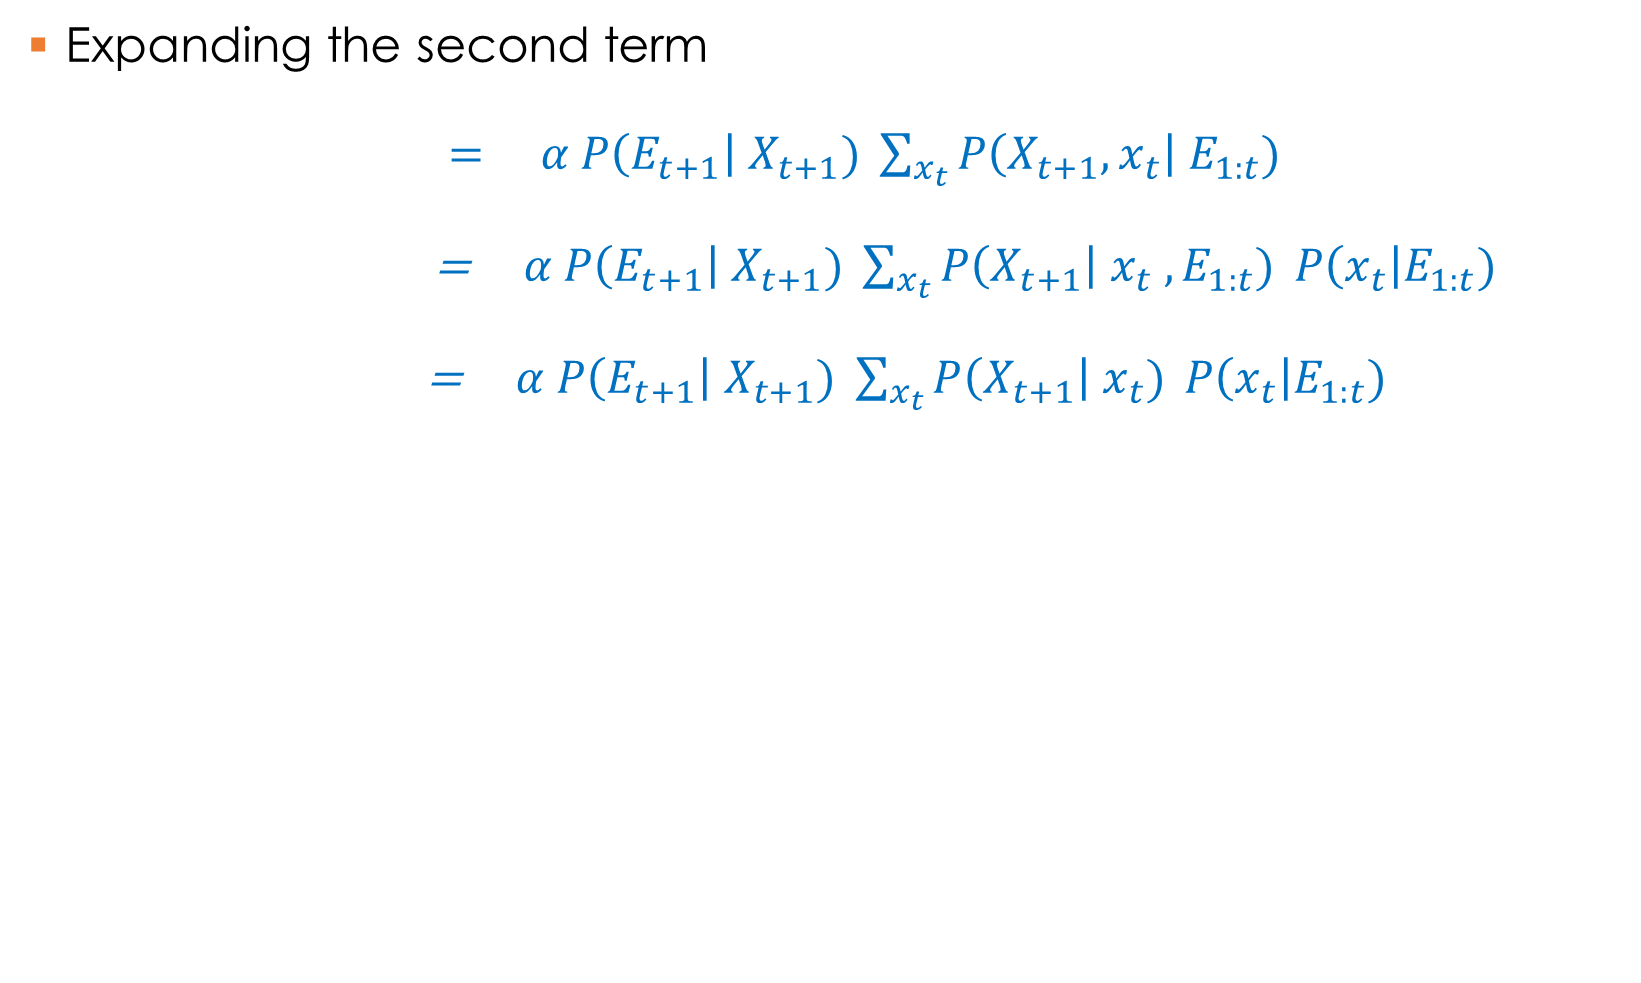 ▪ Expanding the second term
= α P(E_{t+1}| X_{t+1}) ∑_{x_t} P(X_{t+1}, x_t| E_{1:t})
= α P(E_{t+1}| X_{t+1}) ∑_{x_t} P(X_{t+1}| x_t , E_{1:t}) P(x_t|E_{1:t})
= α P(E_{t+1}| X_{t+1}) ∑_{x_t} P(X_{t+1}| x_t) P(x_t|E_{1:t})